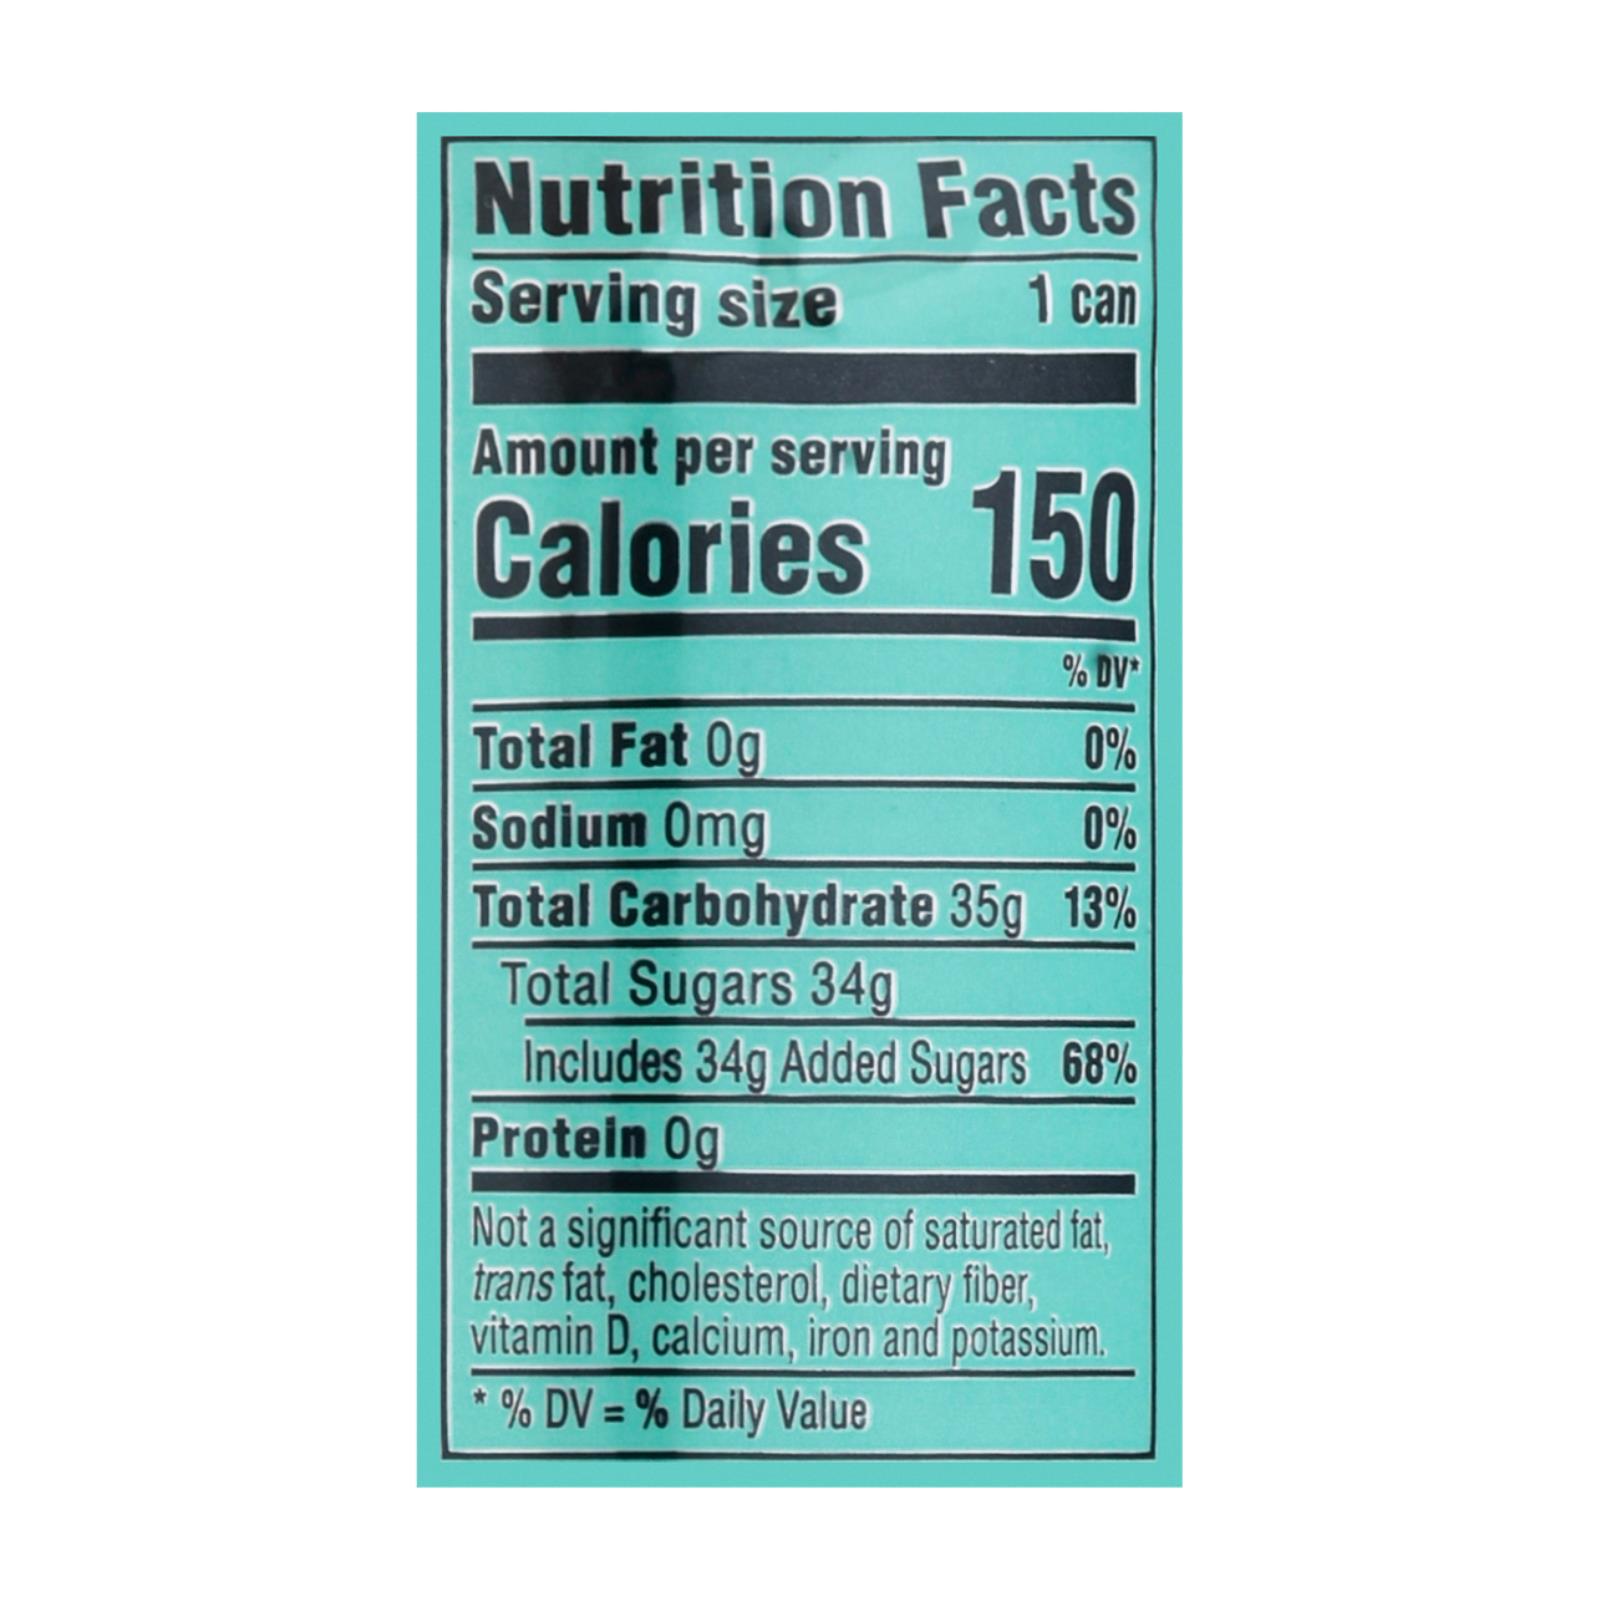 Nutrition Facts
Serving size 1 can
Amount per serving
Calories 150
% DV*
Total Fat 0g 0%
Sodium 0mg 0%
Total Carbohydrate 35g 13%
Total Sugars 34g
Includes 34g Added Sugars 68%
Protein 0g
Not a significant source of saturated fat,
trans fat, cholesterol, dietary fiber,
vitamin D, calcium, iron and potassium.
* % DV = % Daily Value